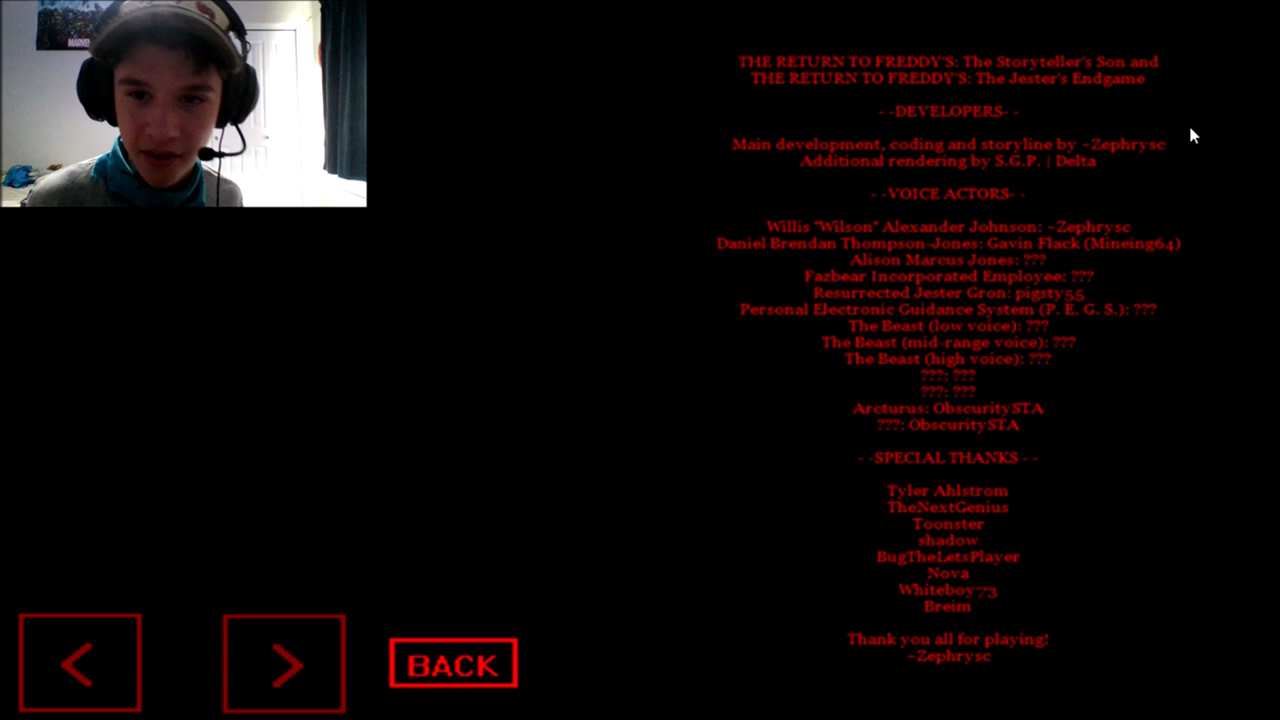 MARVEL
THE RETURN TO FREDDY'S: The Storyteller's Son and
THE RETURN TO FREDDY'S: The Jester's Endgame
- -DEVELOPERS- -
Main development, coding and storyline by ~Zephrysc
Additional rendering by S.G.P. | Delta
- -VOICE ACTORS- -
Willis "Wilson" Alexander Johnson: ~Zephrysc
Daniel Brendan Thompson-Jones: Gavin Flack (Mineing64)
Alison Marcus Jones: ???
Fazbear Incorporated Employee: ???
Resurrected Jester Gron: pigsty55
Personal Electronic Guidance System (P. E. G. S.): ???
The Beast (low voice): ???
The Beast (mid-range voice): ???
The Beast (high voice): ???
???: ???
???: ???
Arcturus: ObscuritySTA
???: ObscuritySTA
- -SPECIAL THANKS - -
Tyler Ahlstrom
TheNextGenius
Toonster
shadow
BugTheLetsPlayer
Nova
Whiteboy73
Breim
Thank you all for playing!
~Zephrysc
< > BACK